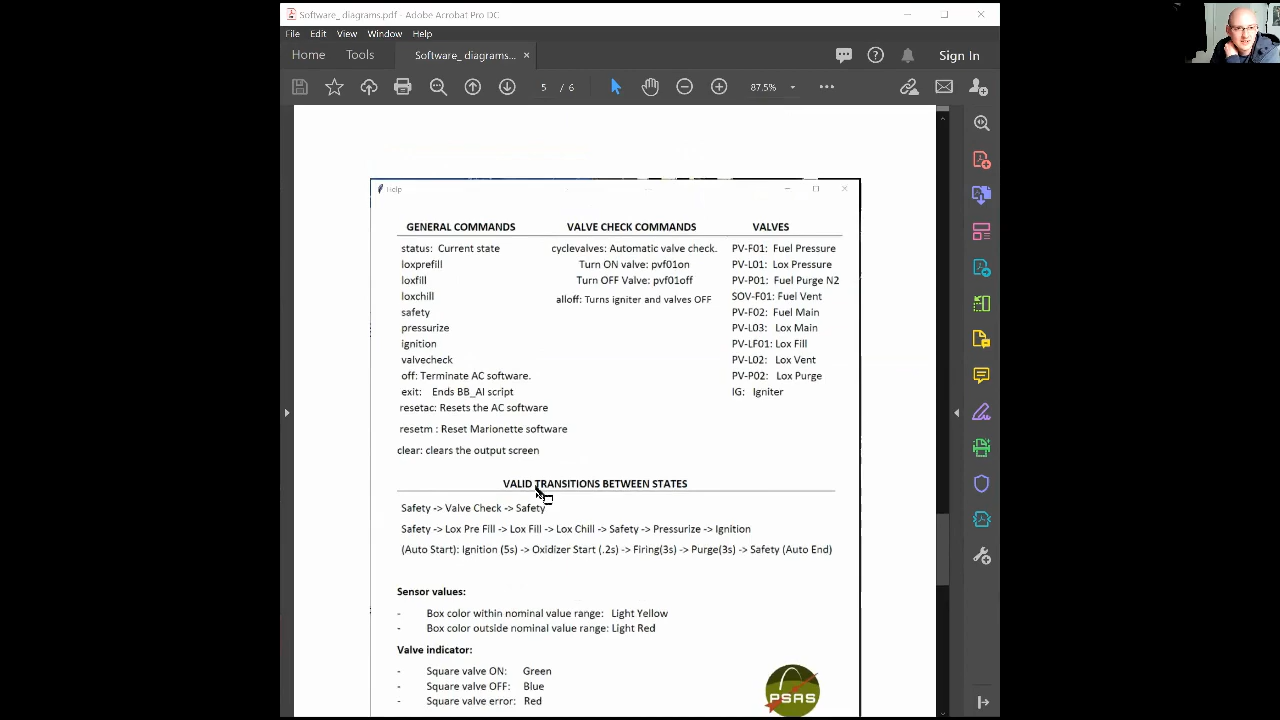 Software_ diagrams.pdf - Adobe Acrobat Pro DC
File Edit View Window Help
Home Tools Software_ diagrams... × Sign In
5 / 6 87.5%
Help
GENERAL COMMANDS VALVE CHECK COMMANDS VALVES
status: Current state cyclevalves: Automatic valve check. PV-F01: Fuel Pressure
loxprefill Turn ON valve: pvf01on PV-L01: Lox Pressure
loxfill Turn OFF Valve: pvf01off PV-P01: Fuel Purge N2
loxchill alloff: Turns igniter and valves OFF SOV-F01: Fuel Vent
safety PV-F02: Fuel Main
pressurize PV-L03: Lox Main
ignition PV-LF01: Lox Fill
valvecheck PV-L02: Lox Vent
off: Terminate AC software. PV-P02: Lox Purge
exit: Ends BB_AI script IG: Igniter
resetac: Resets the AC software
resetm : Reset Marionette software
clear: clears the output screen
VALID TRANSITIONS BETWEEN STATES
Safety -> Valve Check -> Safety
Safety -> Lox Pre Fill -> Lox Fill -> Lox Chill -> Safety -> Pressurize -> Ignition
(Auto Start): Ignition (5s) -> Oxidizer Start (.2s) -> Firing(3s) -> Purge(3s) -> Safety (Auto End)
Sensor values:
- Box color within nominal value range: Light Yellow
- Box color outside nominal value range: Light Red
Valve indicator:
- Square valve ON: Green
- Square valve OFF: Blue
- Square valve error: Red
PSAS